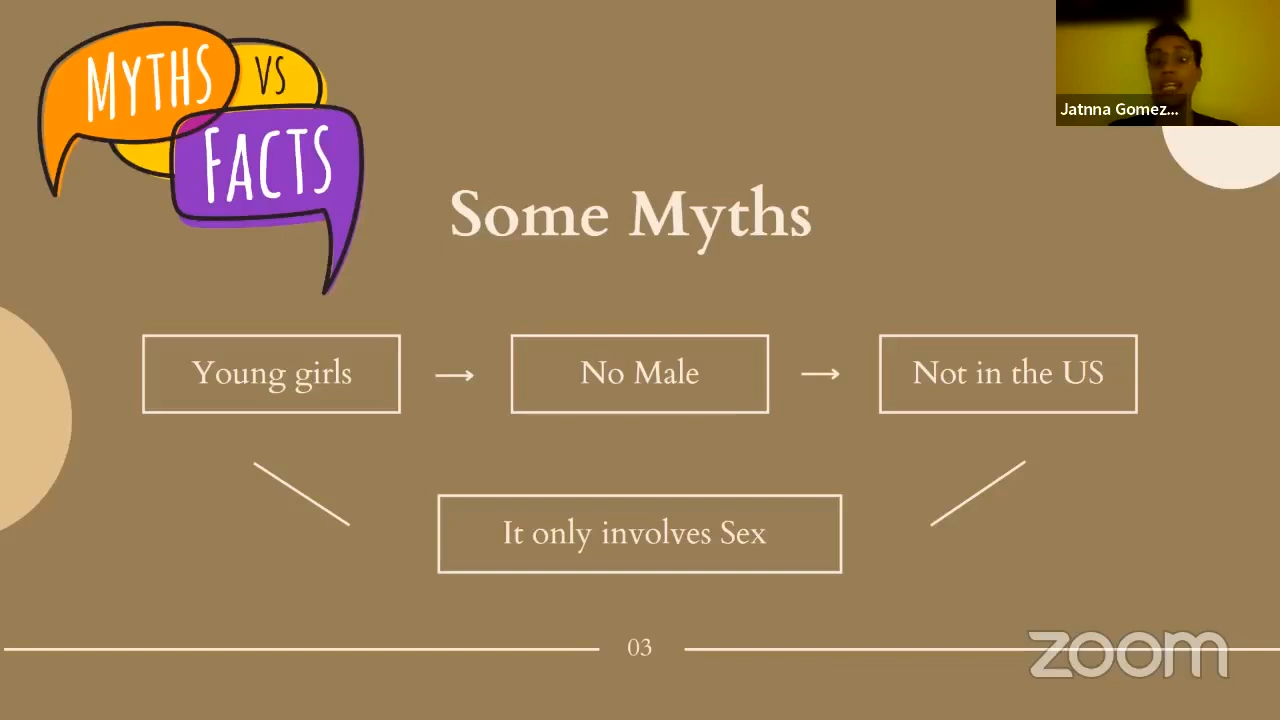 MYTHS
VS
FACTS
Jatnna Gomez...
Some Myths
Young girls → No Male → Not in the US
It only involves Sex
03
zoom